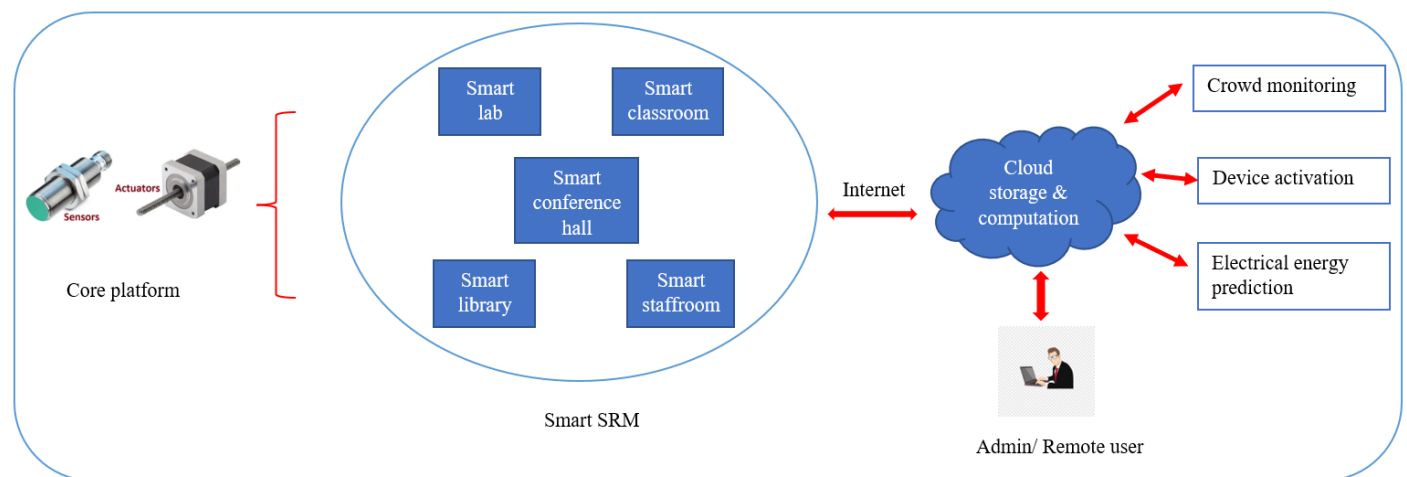 Sensors
Actuators
Core platform
Smart
lab
Smart
classroom
Smart
conference
hall
Smart
library
Smart
staffroom
Smart SRM
Internet
Cloud
storage &
computation
Admin/ Remote user
Crowd monitoring
Device activation
Electrical energy
prediction